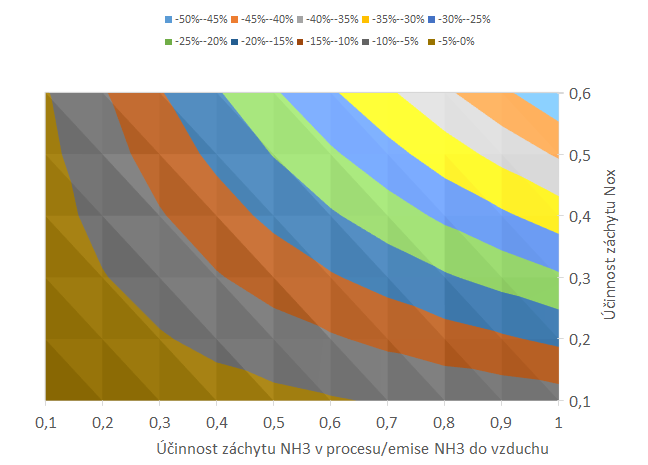 -50%--45% -45%--40% -40%--35% -35%--30% -30%--25%
-25%--20% -20%--15% -15%--10% -10%--5% -5%-0%
0,6
0,5
0,4
0,3
0,2
0,1
Účinnost záchytu Nox
0,1 0,2 0,3 0,4 0,5 0,6 0,7 0,8 0,9 1
Účinnost záchytu NH3 v procesu/emise NH3 do vzduchu